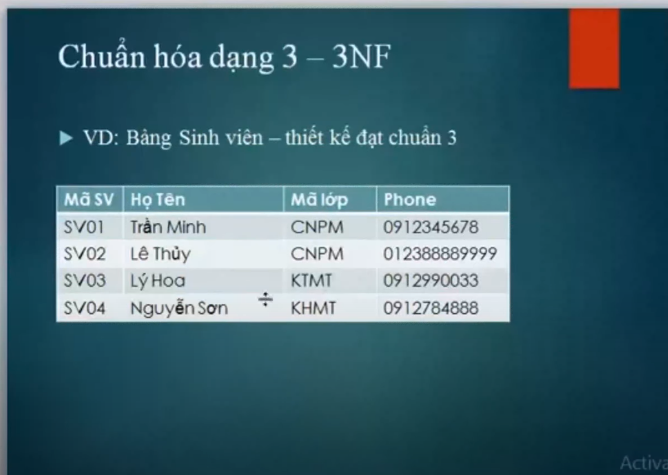 Chuẩn hóa dạng 3 – 3NF
VD: Bảng Sinh viên – thiết kế đạt chuẩn 3
Mã SV Họ Tên Mã lớp Phone
SV01 Trần Minh CNPM 0912345678
SV02 Lê Thủy CNPM 012388889999
SV03 Lý Hoa KTMT 0912990033
SV04 Nguyễn Sơn KHMT 0912784888
Activa